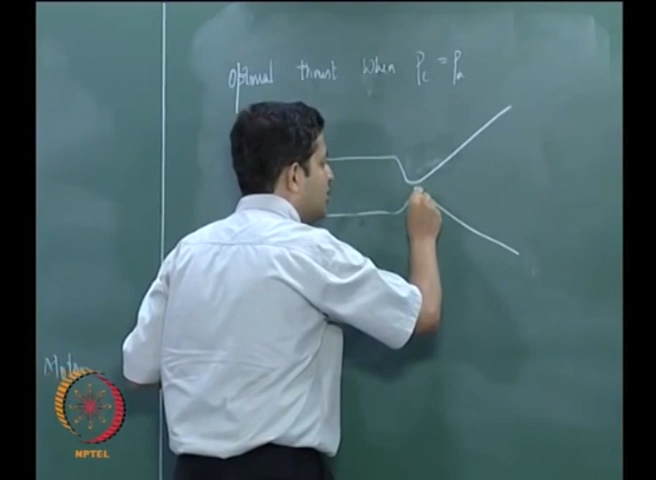 Optimal thrust when Pe = Pa
NPTEL